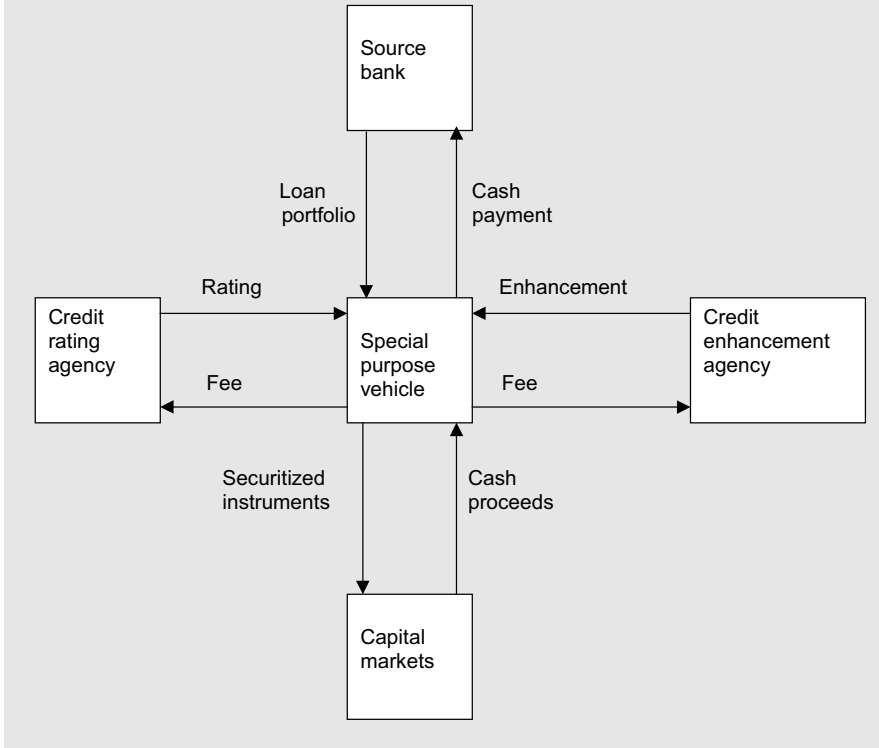 Source
bank
Loan
portfolio
Cash
payment
Rating
Enhancement
Credit
rating
agency
Special
purpose
vehicle
Credit
enhancement
agency
Fee
Fee
Securitized
instruments
Cash
proceeds
Capital
markets